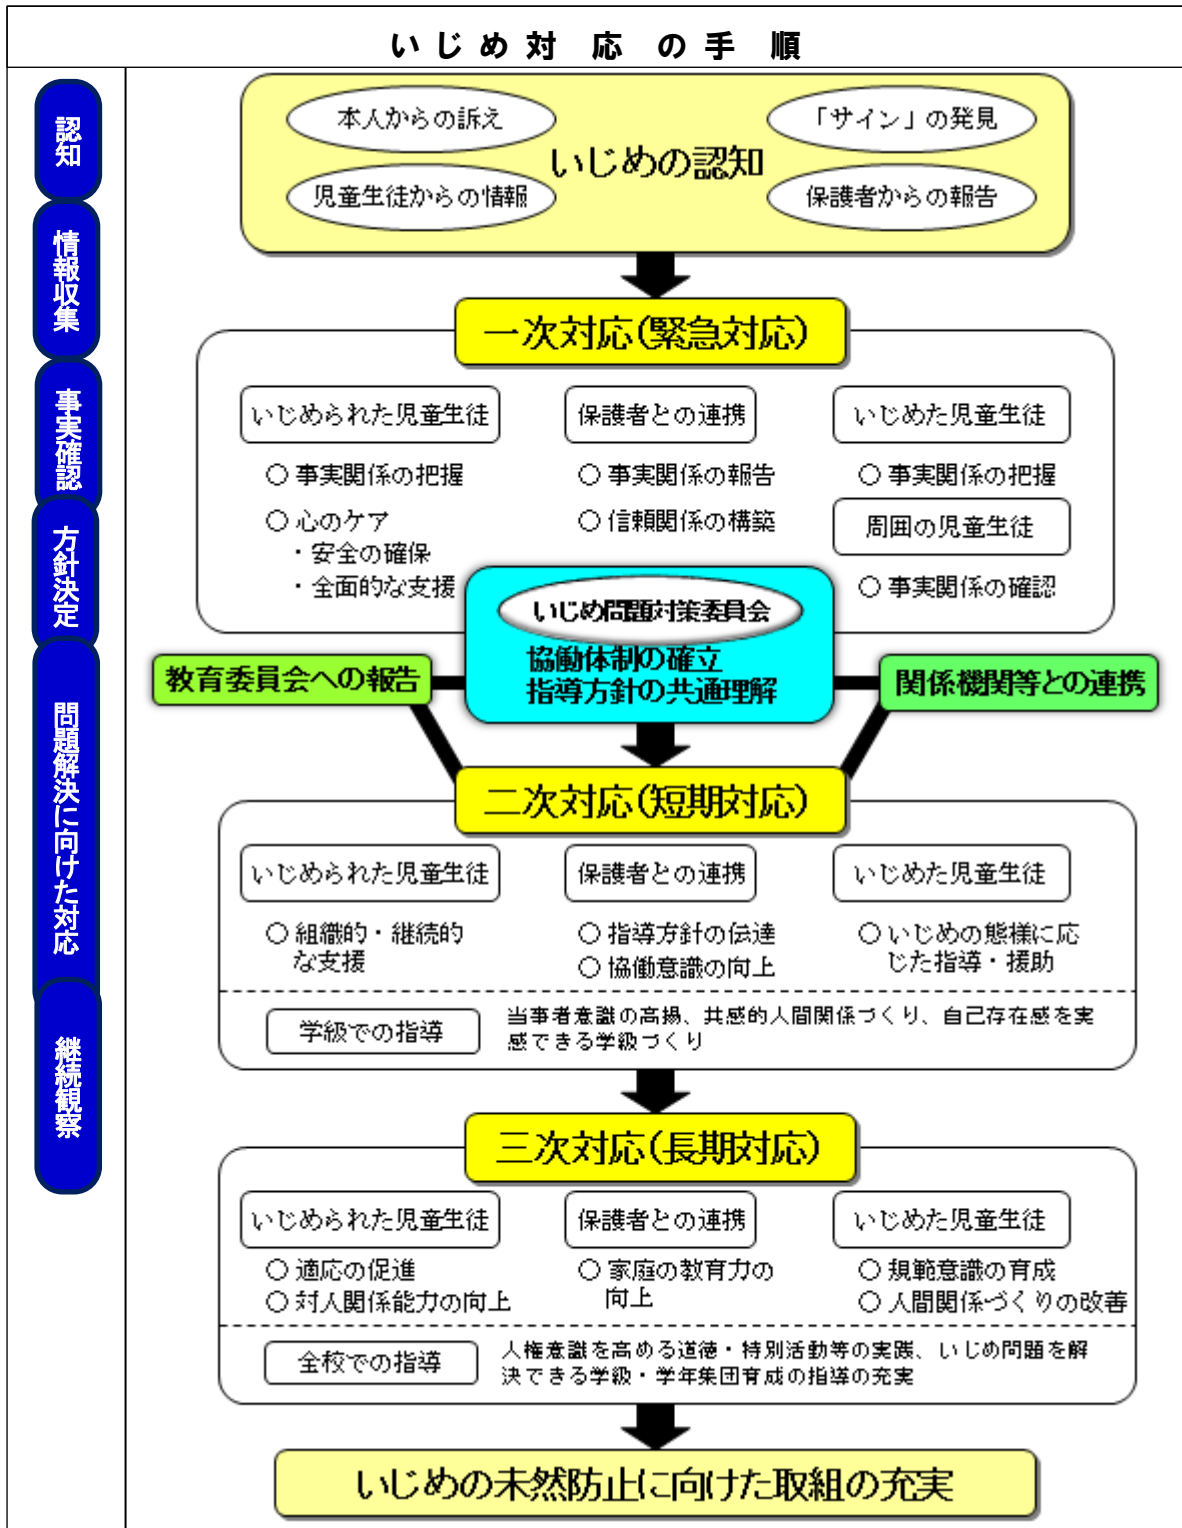 いじめ対応の手順
認知
情報収集
事実確認
方針決定
問題解決に向けた対応
継続観察
本人からの訴え
「サイン」の発見
いじめの認知
児童生徒からの情報
保護者からの報告
一次対応(緊急対応)
いじめられた児童生徒
保護者との連携
いじめた児童生徒
○ 事実関係の把握
○ 事実関係の報告
○ 事実関係の把握
○ 心のケア
・安全の確保
・全面的な支援
○ 信頼関係の構築
周囲の児童生徒
○ 事実関係の確認
いじめ問題対策委員会
協働体制の確立
指導方針の共通理解
教育委員会への報告
関係機関等との連携
二次対応(短期対応)
いじめられた児童生徒
保護者との連携
いじめた児童生徒
○ 組織的・継続的
な支援
○ 指導方針の伝達
○ 協働意識の向上
○ いじめの態様に応
じた指導・援助
学級での指導
当事者意識の高揚、共感的人間関係づくり、自己存在感を実
感できる学級づくり
三次対応(長期対応)
いじめられた児童生徒
保護者との連携
いじめた児童生徒
○ 適応の促進
○ 対人関係能力の向上
○ 家庭の教育力の
向上
○ 規範意識の育成
○ 人間関係づくりの改善
全校での指導
人権意識を高める道徳・特別活動等の実践、いじめ問題を解
決できる学級・学年集団育成の指導の充実
いじめの未然防止に向けた取組の充実